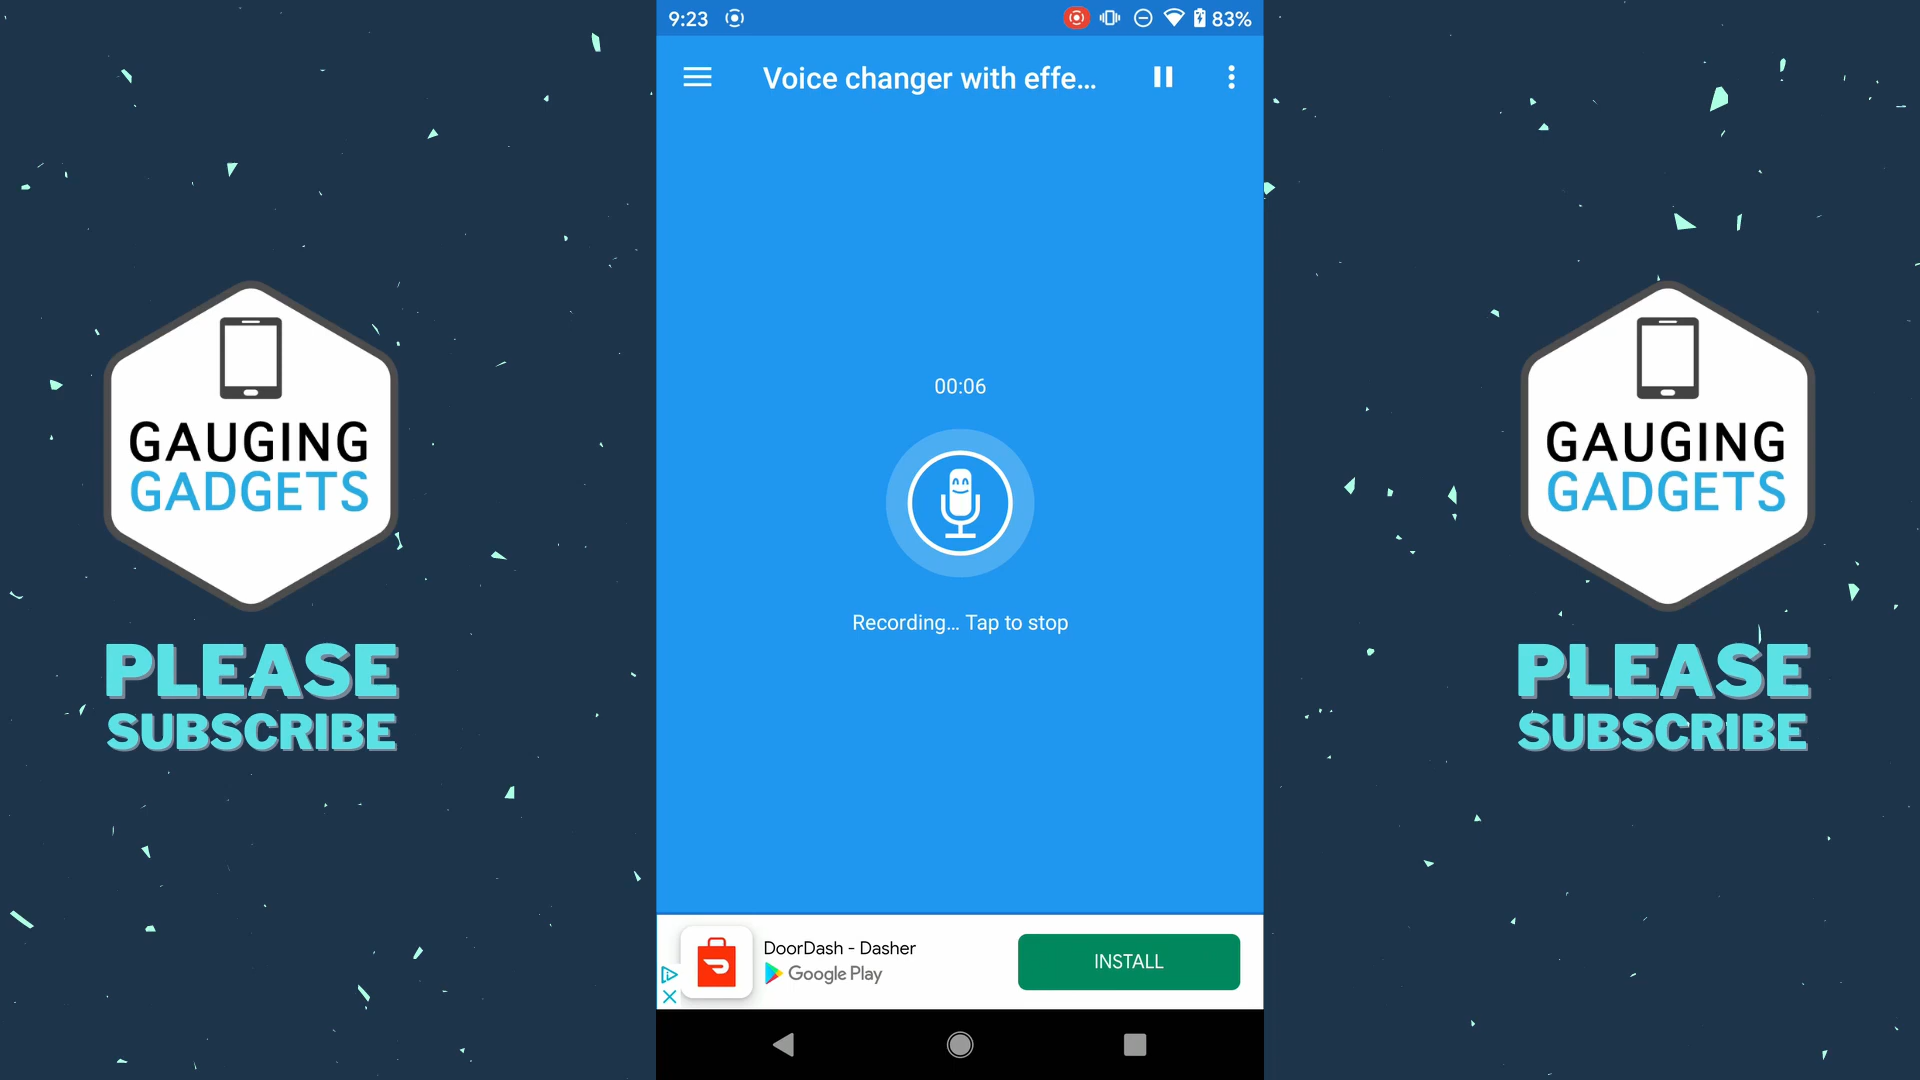 9:23
83%
Voice changer with effe...
00:06
Recording... Tap to stop
DoorDash - Dasher
Google Play
INSTALL
GAUGING
GADGETS
PLEASE
SUBSCRIBE
GAUGING
GADGETS
PLEASE
SUBSCRIBE